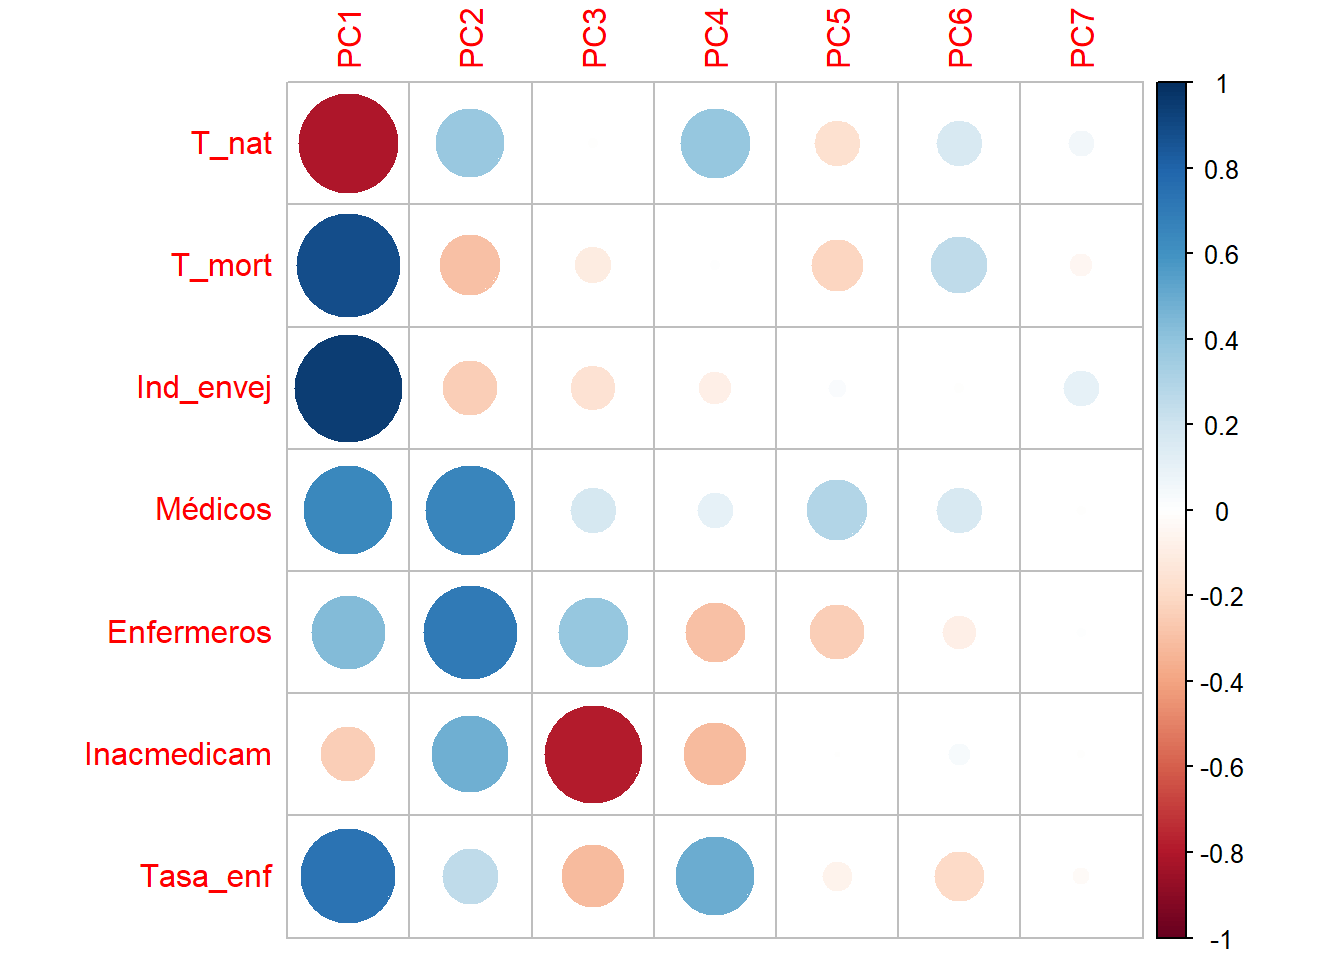 PC1 PC2 PC3 PC4 PC5 PC6 PC7
T_nat
T_mort
Ind_envej
Médicos
Enfermeros
Inacmedicam
Tasa_enf
1
0.8
0.6
0.4
0.2
0
-0.2
-0.4
-0.6
-0.8
-1